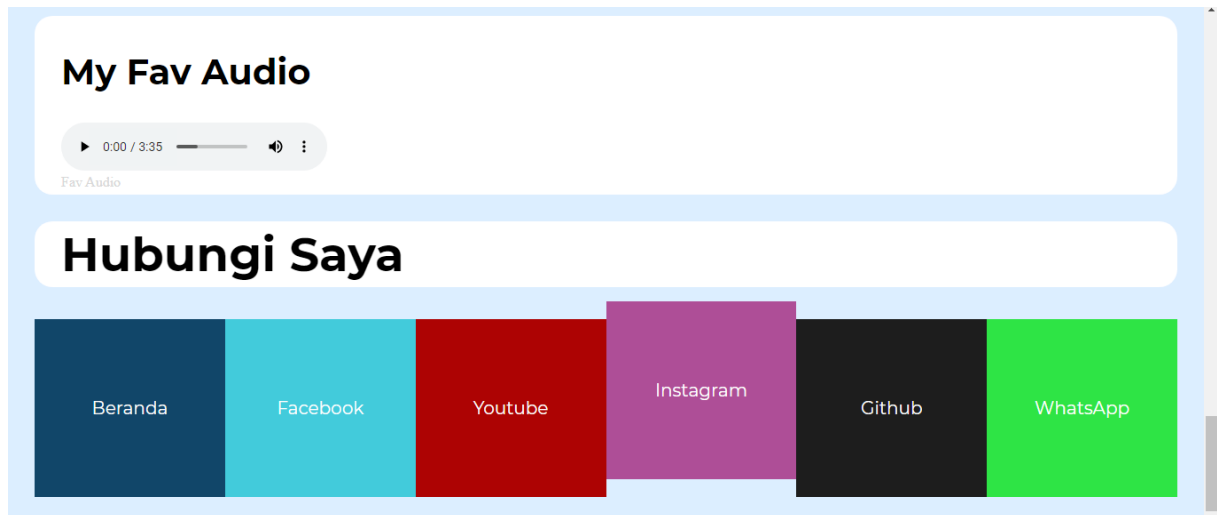 My Fav Audio
0:00 / 3:35
Fav Audio
Hubungi Saya
Beranda
Facebook
Youtube
Instagram
Github
WhatsApp